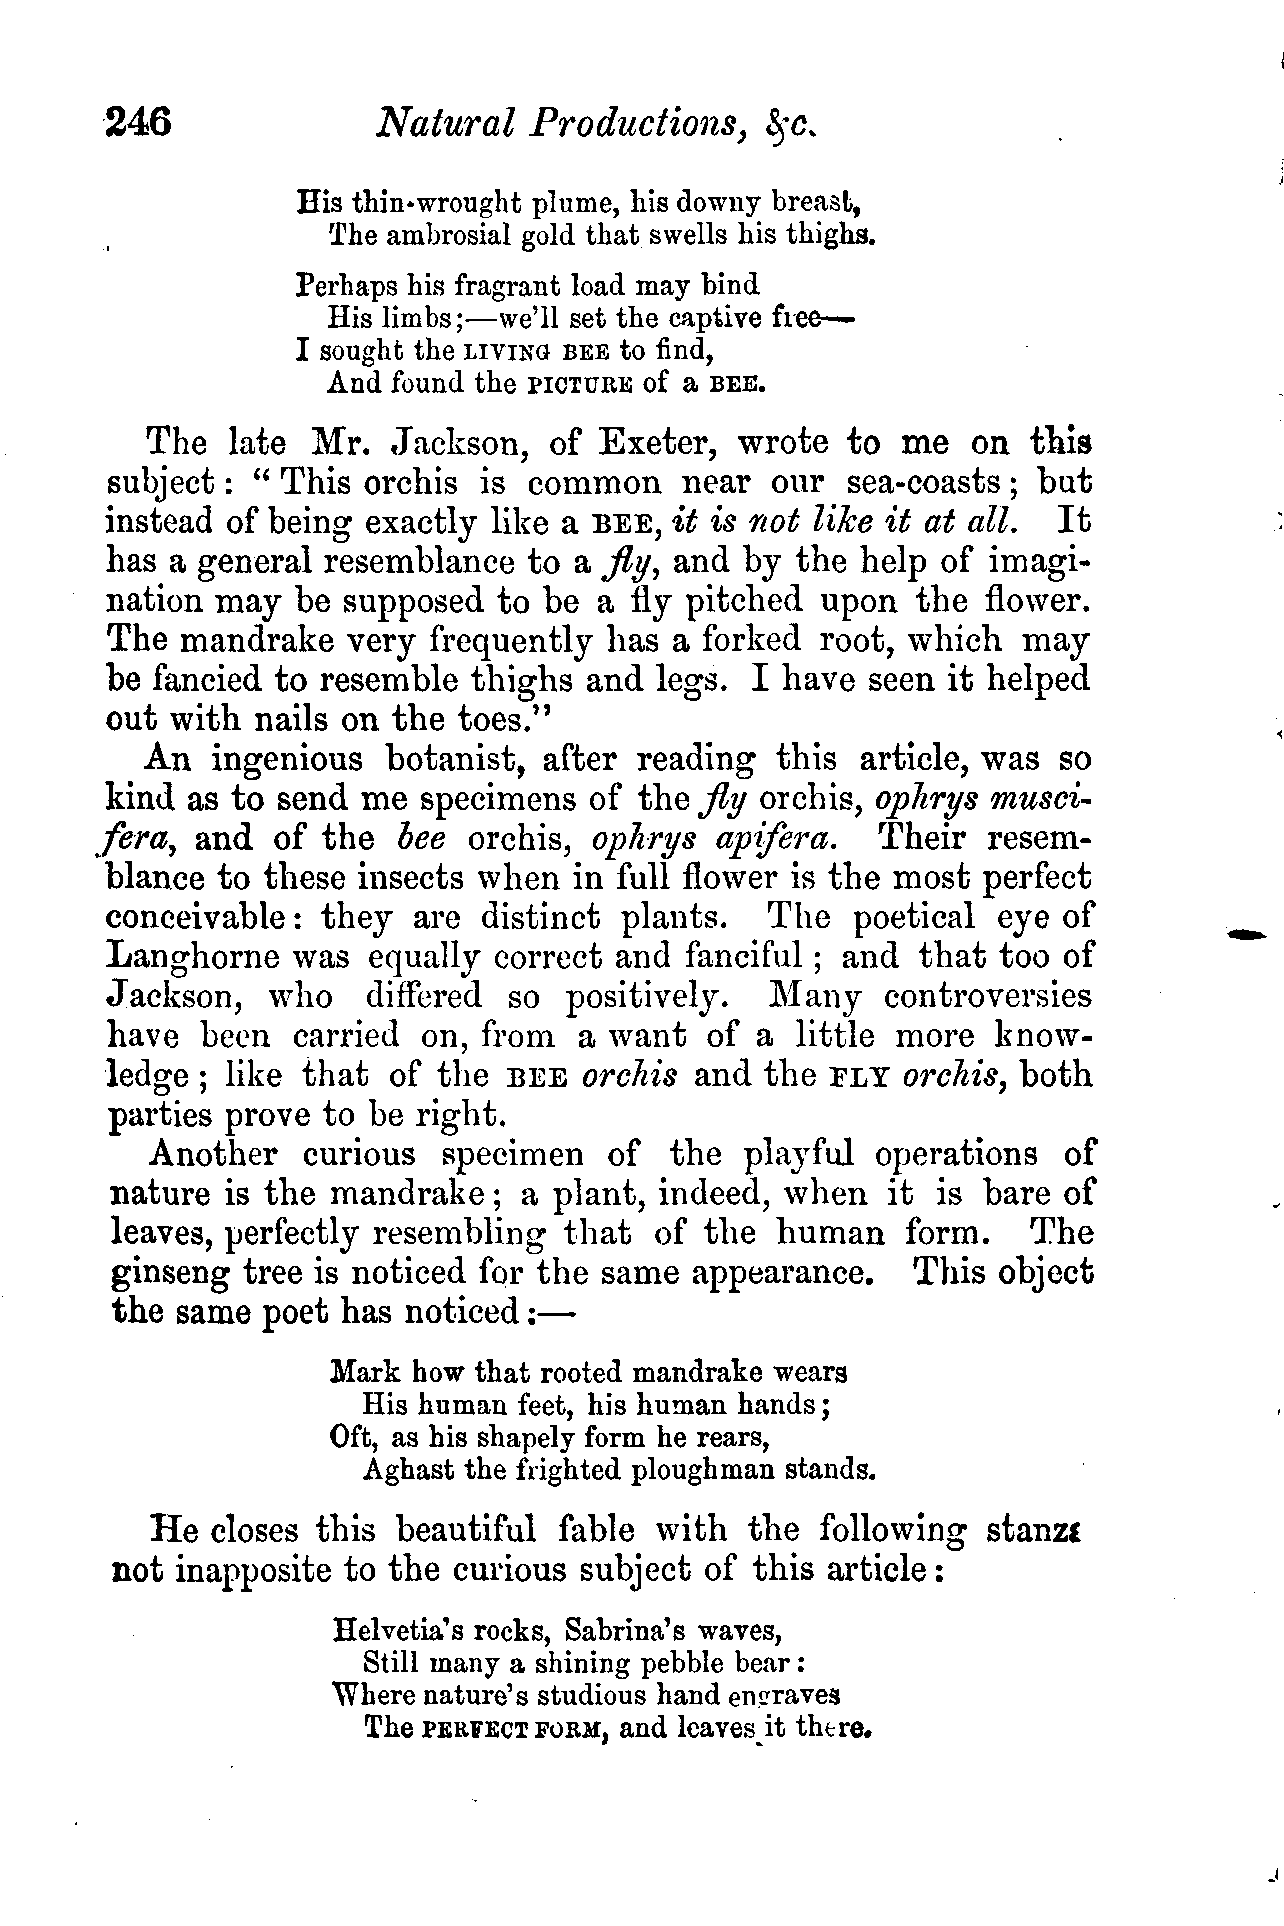 246 Natural Productions, &c.
His thin-wrought plume, his downy breast,
The ambrosial gold that swells his thighs.
Perhaps his fragrant load may bind
His limbs;—we'll set the captive free—
I sought the LIVING BEE to find,
And found the PICTURE of a BEE.
The late Mr. Jackson, of Exeter, wrote to me on this
subject: "This orchis is common near our sea-coasts; but
instead of being exactly like a BEE, it is not like it at all. It
has a general resemblance to a fly, and by the help of imagi-
nation may be supposed to be a fly pitched upon the flower.
The mandrake very frequently has a forked root, which may
be fancied to resemble thighs and legs. I have seen it helped
out with nails on the toes."
An ingenious botanist, after reading this article, was so
kind as to send me specimens of the fly orchis, ophrys musci-
fera, and of the bee orchis, ophrys apifera. Their resem-
blance to these insects when in full flower is the most perfect
conceivable: they are distinct plants. The poetical eye of
Langhorne was equally correct and fanciful; and that too of
Jackson, who differed so positively. Many controversies
have been carried on, from a want of a little more know-
ledge; like that of the BEE orchis and the FLY orchis, both
parties prove to be right.
Another curious specimen of the playful operations of
nature is the mandrake; a plant, indeed, when it is bare of
leaves, perfectly resembling that of the human form. The
ginseng tree is noticed for the same appearance. This object
the same poet has noticed:—
Mark how that rooted mandrake wears
His human feet, his human hands;
Oft, as his shapely form he rears,
Aghast the frighted ploughman stands.
He closes this beautiful fable with the following stanza
not inapposite to the curious subject of this article:
Helvetia's rocks, Sabrina's waves,
Still many a shining pebble bear:
Where nature's studious hand engraves
The PERFECT FORM, and leaves it there.